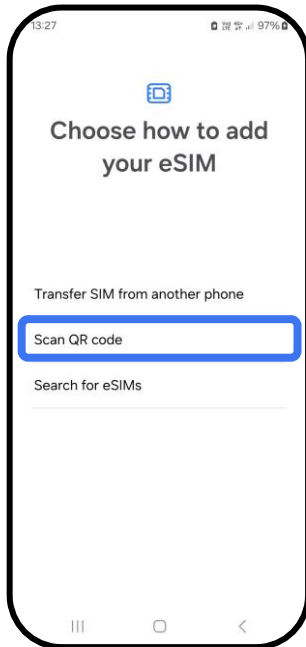 13:27 97%
Choose how to add
your eSIM
Transfer SIM from another phone
Scan QR code
Search for eSIMs